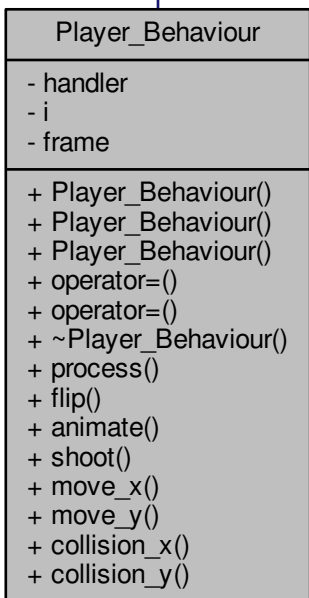 Player_Behaviour
- handler
- i
- frame
+ Player_Behaviour()
+ Player_Behaviour()
+ Player_Behaviour()
+ operator=()
+ operator=()
+ ~Player_Behaviour()
+ process()
+ flip()
+ animate()
+ shoot()
+ move_x()
+ move_y()
+ collision_x()
+ collision_y()